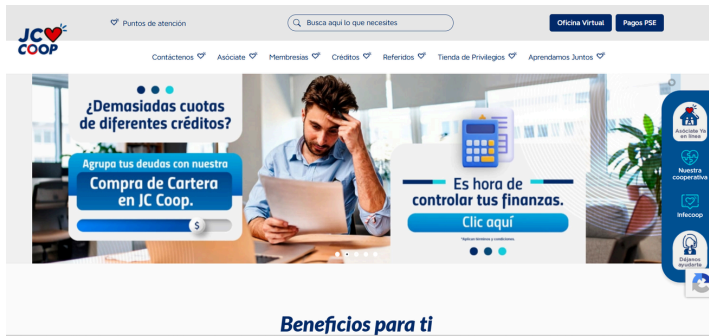 JC
COOP
Puntos de atención
Busca aquí lo que necesites
Oficina Virtual
Pagos PSE
Contáctenos
Asóciate
Membresías
Créditos
Referidos
Tienda de Privilegios
Aprendamos Juntos
¿Demasiadas cuotas
de diferentes créditos?
Agrupa tus deudas con nuestra
Compra de Cartera
en JC Coop.
$
Es hora de
controlar tus finanzas.
Clic aquí
*Aplican términos y condiciones.
Asóciate Ya
en línea
Nuestra
cooperativa
Infecoop
Déjanos
ayudarte
Beneficios para ti